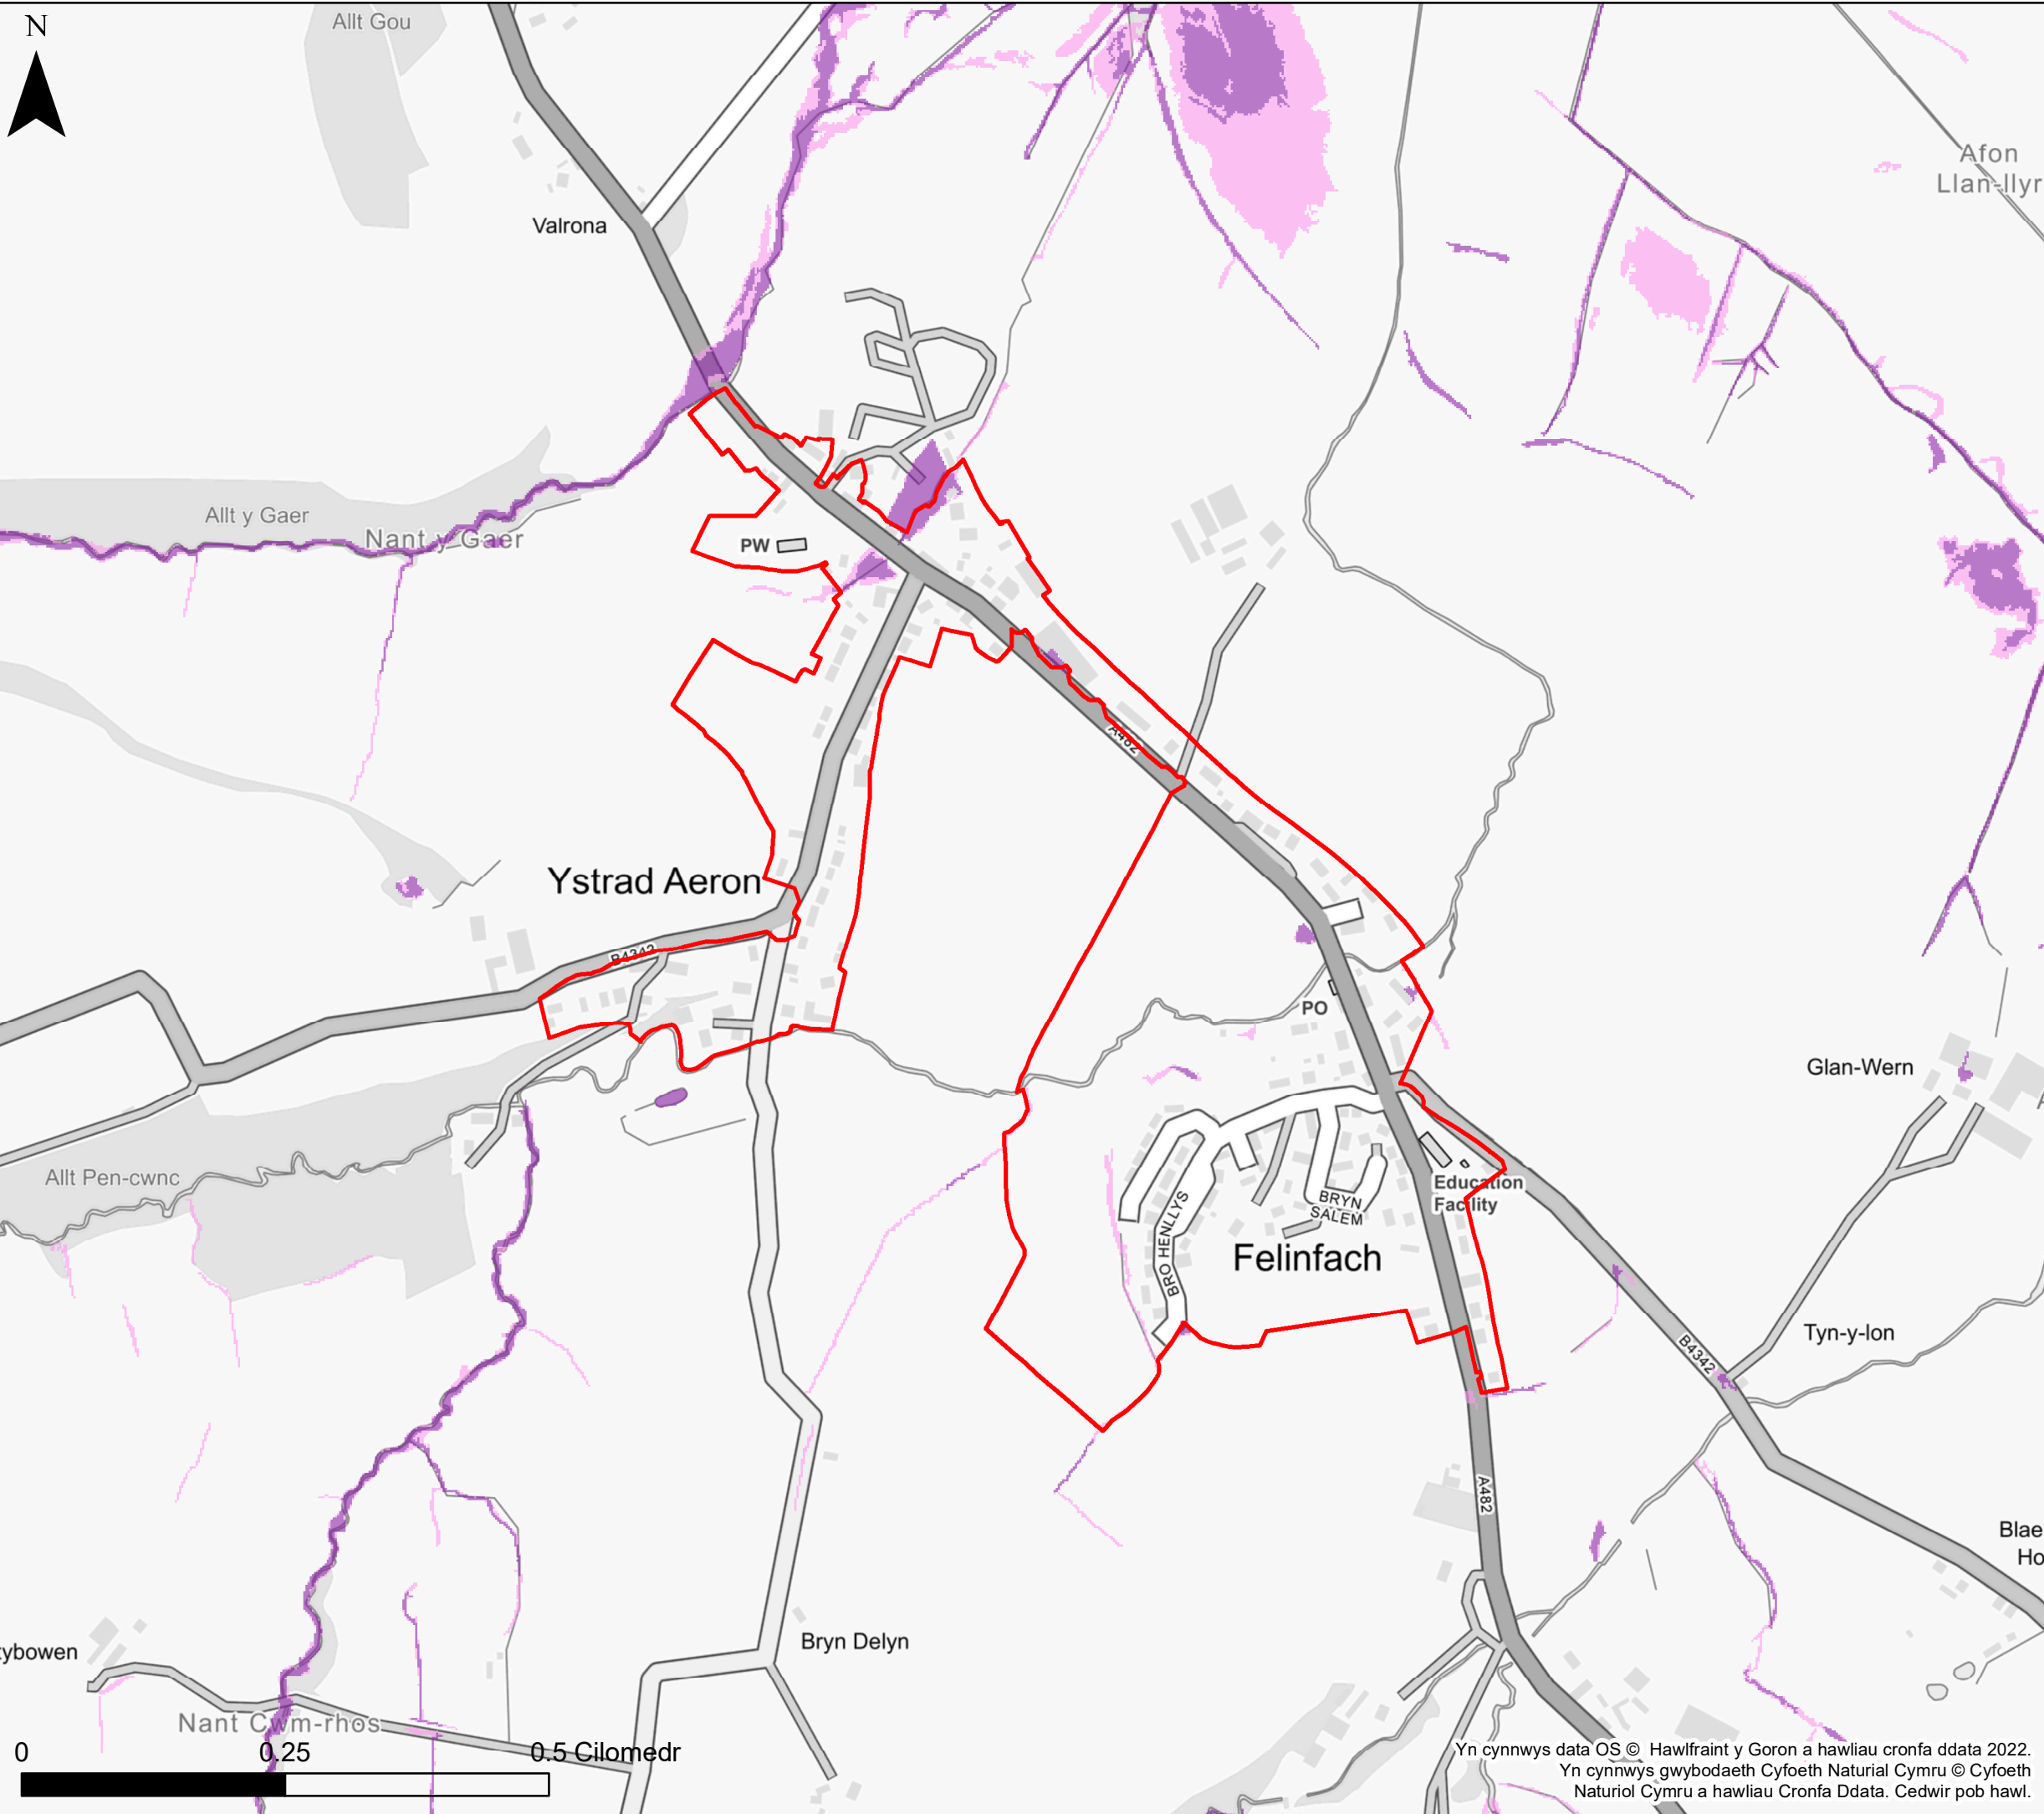 Allt Gou
N
Afon
Llan-llyr
Valrona
Allt y Gaer
Nant y Gaer
PW
A482
Ystrad Aeron
B4342
PO
Glan-Wern
Allt Pen-cwnc
Education
Facility
BRYN
SALEM
BRO HENLLYS
Felinfach
Tyn-y-lon
B4342
A482
Blae
Ho
tybowen
Bryn Delyn
Nant Cwm-rhos
0 0.25 0.5 Cilomedr
Yn cynnwys data OS © Hawlfraint y Goron a hawliau cronfa ddata 2022.
Yn cynnwys gwybodaeth Cyfoeth Naturial Cymru © Cyfoeth
Naturiol Cymru a hawliau Cronfa Ddata. Cedwir pob hawl.